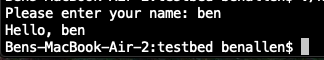 Please enter your name: ben
Hello, ben
Bens-MacBook-Air-2:testbed benallen$